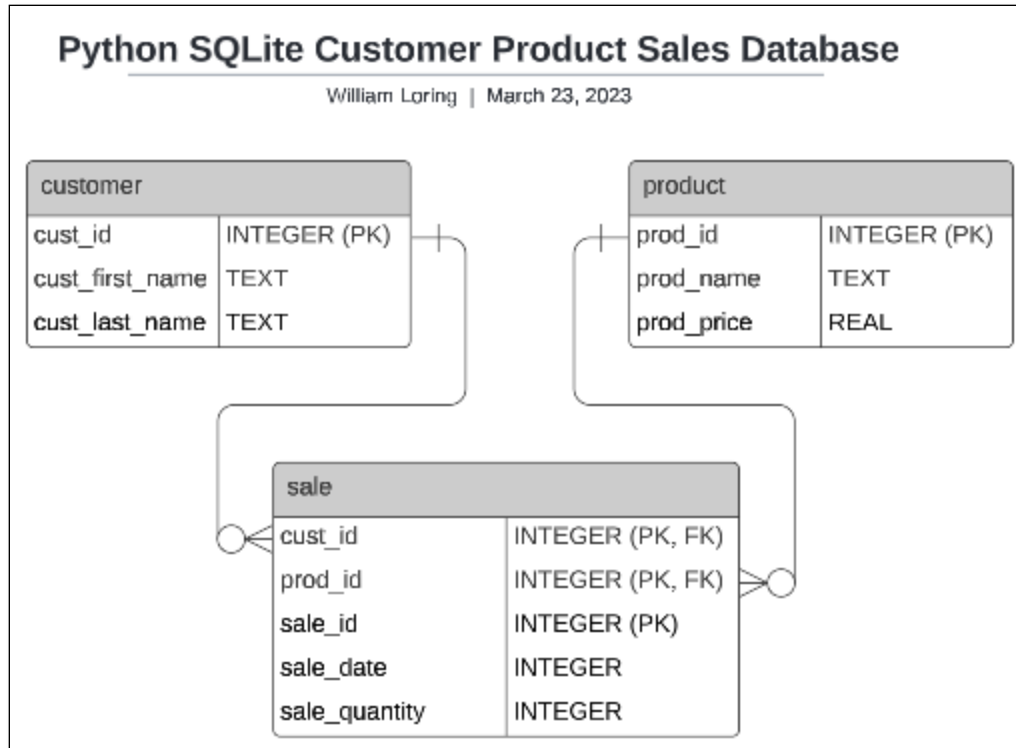 Python SQLite Customer Product Sales Database
William Loring | March 23, 2023
customer
cust_id INTEGER (PK)
cust_first_name TEXT
cust_last_name TEXT
product
prod_id INTEGER (PK)
prod_name TEXT
prod_price REAL
sale
cust_id INTEGER (PK, FK)
prod_id INTEGER (PK, FK)
sale_id INTEGER (PK)
sale_date INTEGER
sale_quantity INTEGER